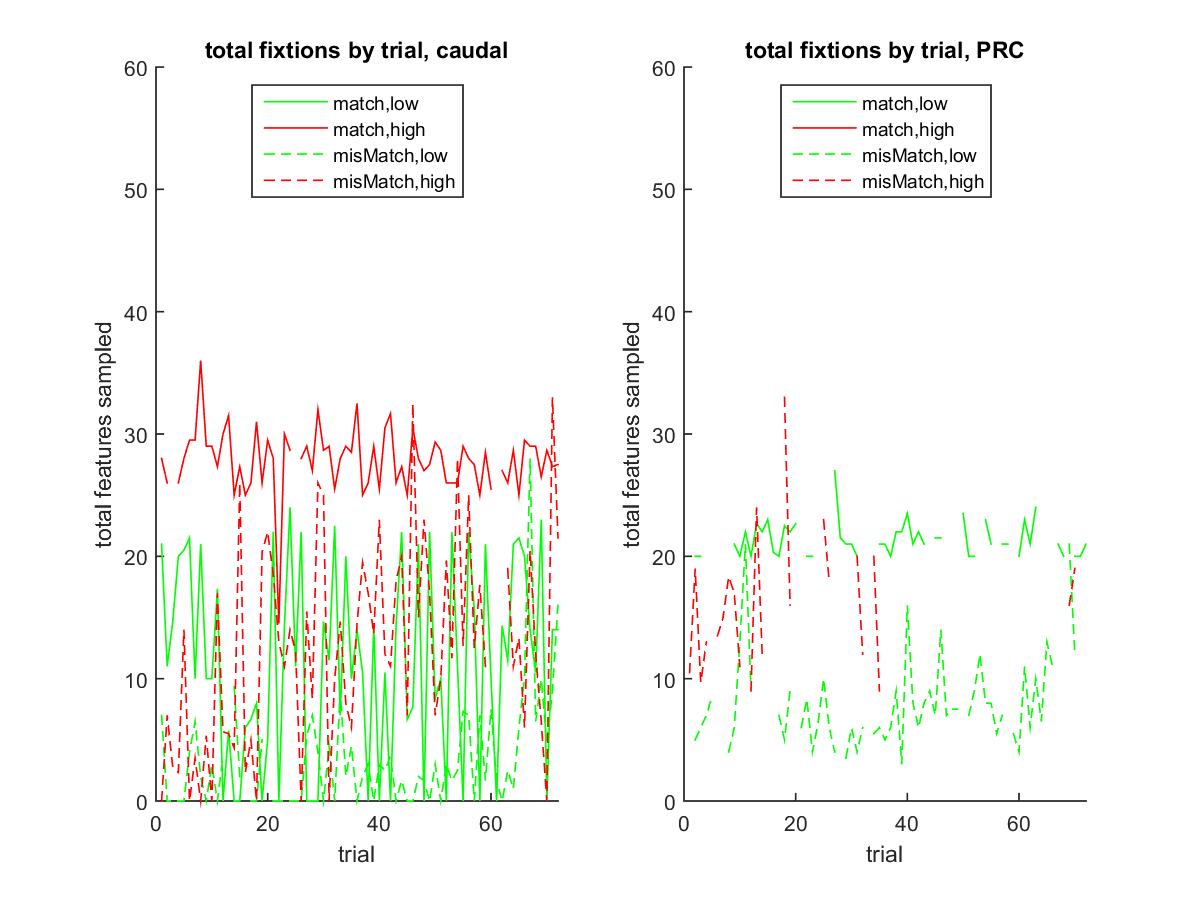 total fixtions by trial, caudal
60
50
40
30
20
10
0
total features sampled
match,low
match,high
misMatch,low
misMatch,high
0 20 40 60
trial
total fixtions by trial, PRC
60
50
40
30
20
10
0
total features sampled
match,low
match,high
misMatch,low
misMatch,high
0 20 40 60
trial